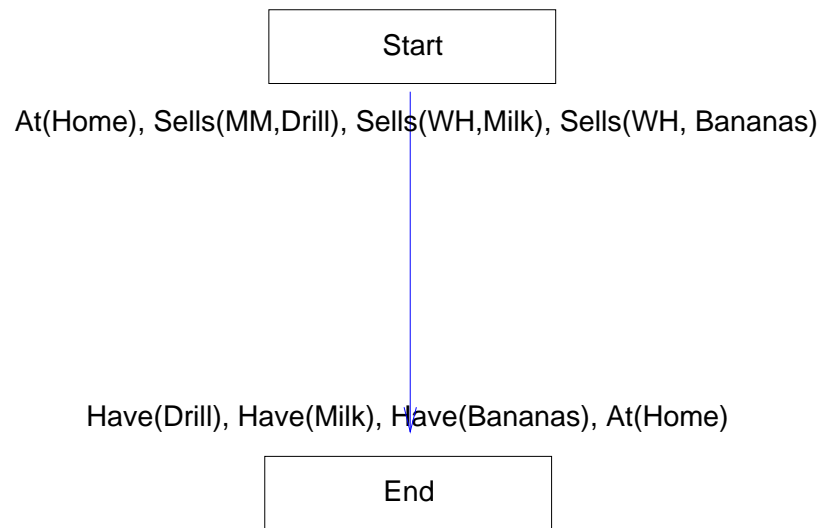 Start
At(Home), Sells(MM,Drill), Sells(WH,Milk), Sells(WH, Bananas)
Have(Drill), Have(Milk), Have(Bananas), At(Home)
End